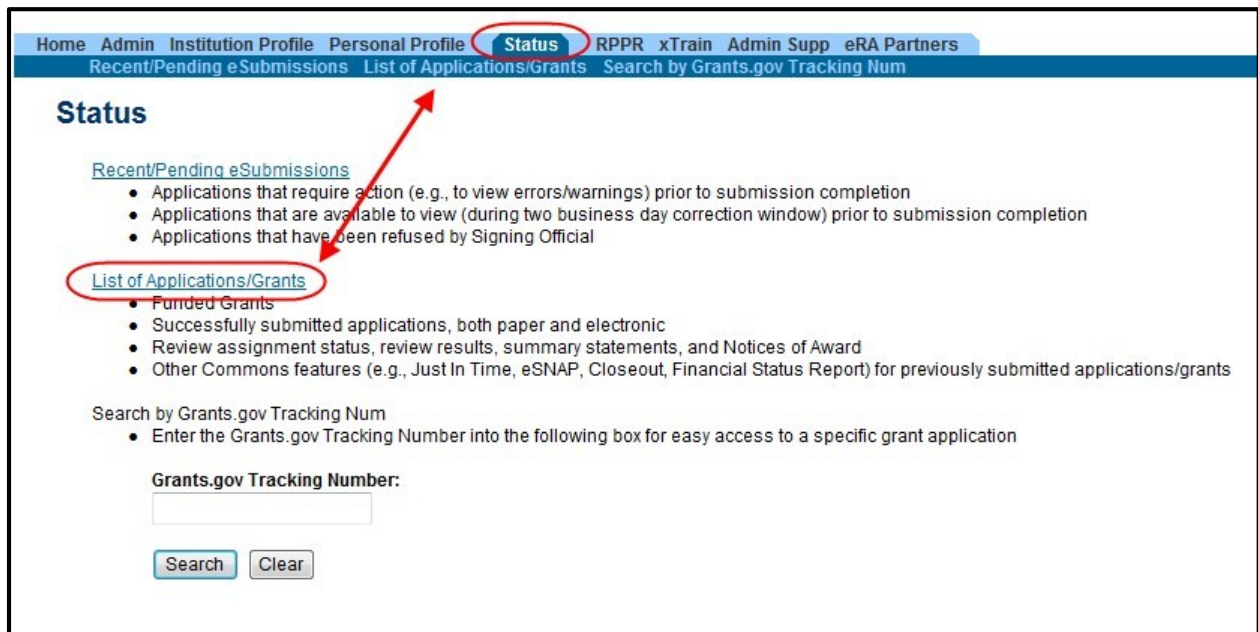 Home Admin Institution Profile Personal Profile Status RPPR xTrain Admin Supp eRA Partners
Recent/Pending eSubmissions List of Applications/Grants Search by Grants.gov Tracking Num
Status
Recent/Pending eSubmissions
• Applications that require action (e.g., to view errors/warnings) prior to submission completion
• Applications that are available to view (during two business day correction window) prior to submission completion
• Applications that have been refused by Signing Official
List of Applications/Grants
• Funded Grants
• Successfully submitted applications, both paper and electronic
• Review assignment status, review results, summary statements, and Notices of Award
• Other Commons features (e.g., Just In Time, eSNAP, Closeout, Financial Status Report) for previously submitted applications/grants
Search by Grants.gov Tracking Num
• Enter the Grants.gov Tracking Number into the following box for easy access to a specific grant application
Grants.gov Tracking Number:
Search Clear